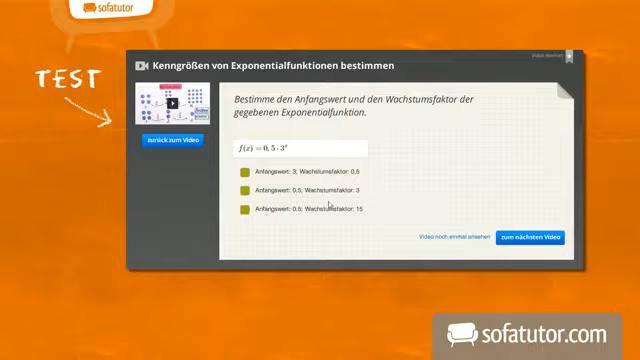 sofatutor
TEST
Kenngrößen von Exponentialfunktionen bestimmen
zurück zum Video
Bestimme den Anfangswert und den Wachstumsfaktor der
gegebenen Exponentialfunktion.
f(x) = 0,5 · 3^x
Anfangswert: 3; Wachstumsfaktor: 0,5
Anfangswert: 0,5; Wachstumsfaktor: 3
Anfangswert: 0,5; Wachstumsfaktor: 15
Video noch einmal ansehen
zum nächsten Video
sofatutor.com